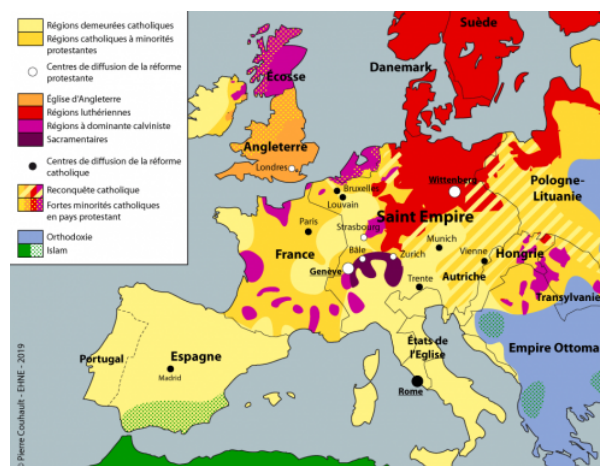 Régions demeurées catholiques
Régions catholiques à minorités
protestantes
Centres de diffusion de la réforme
protestante
Église d'Angleterre
Régions luthériennes
Régions à dominante calviniste
Sacramentaires
Centres de diffusion de la réforme
catholique
Reconquête catholique
Fortes minorités catholiques
en pays protestant
Orthodoxie
Islam
Suède
Danemark
Écosse
Angleterre
Londres
Wittenberg
Pologne-
Lituanie
Bruxelles
Louvain
Saint Empire
Paris
Strasbourg
Munich
Vienne
Hongrie
France
Bâle
Zurich
Genève
Autriche
Transylvanie
Trente
Portugal
Espagne
Madrid
États de
l'Eglise
Rome
Empire Ottoma
© Pierre Couhault - EHNE - 2019